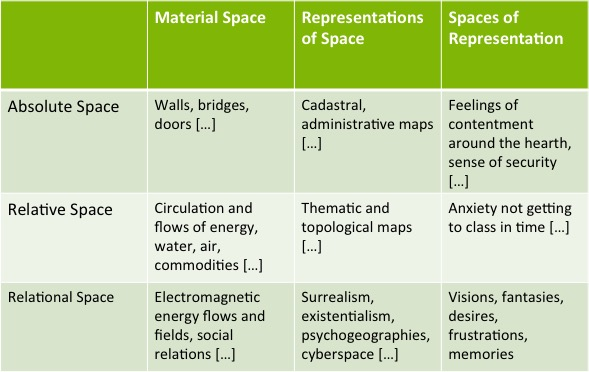 Material Space
Representations
of Space
Spaces of
Representation
Absolute Space
Walls, bridges,
doors […]
Cadastral,
administrative maps
[…]
Feelings of
contentment
around the hearth,
sense of security
[…]
Relative Space
Circulation and
flows of energy,
water, air,
commodities […]
Thematic and
topological maps
[…]
Anxiety not getting
to class in time […]
Relational Space
Electromagnetic
energy flows and
fields, social
relations […]
Surrealism,
existentialism,
psychogeographies,
cyberspace […]
Visions, fantasies,
desires,
frustrations,
memories